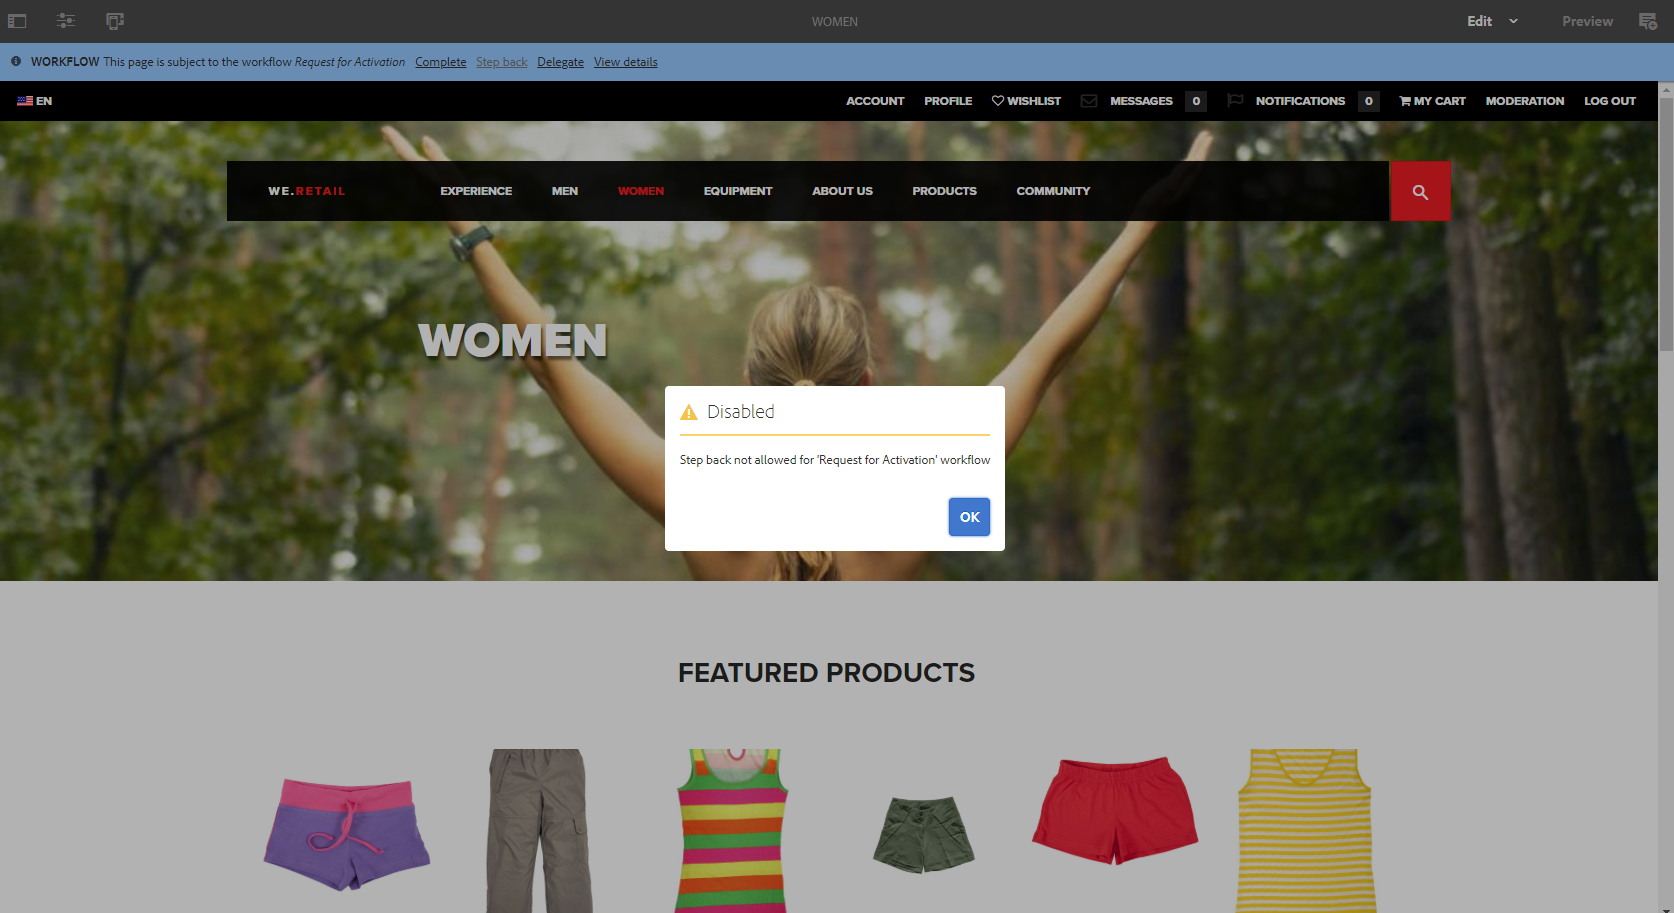 WOMEN
Edit
Preview
WORKFLOW This page is subject to the workflow Request for Activation Complete Step back Delegate View details
EN
ACCOUNT PROFILE WISHLIST MESSAGES 0 NOTIFICATIONS 0 MY CART MODERATION LOG OUT
WE.RETAIL EXPERIENCE MEN WOMEN EQUIPMENT ABOUT US PRODUCTS COMMUNITY
WOMEN
Disabled
Step back not allowed for 'Request for Activation' workflow
OK
FEATURED PRODUCTS